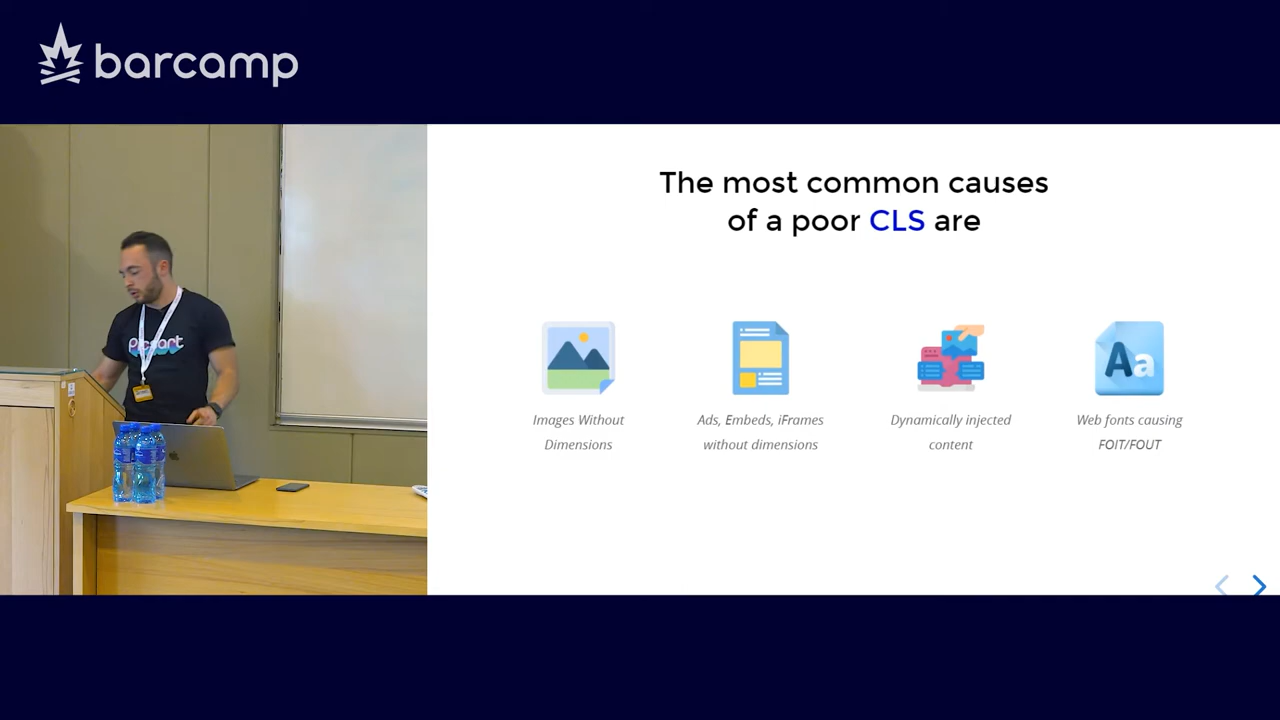 barcamp
The most common causes
of a poor CLS are
Images Without
Dimensions
Ads, Embeds, iFrames
without dimensions
Dynamically injected
content
Aa
Web fonts causing
FOIT/FOUT
picsart